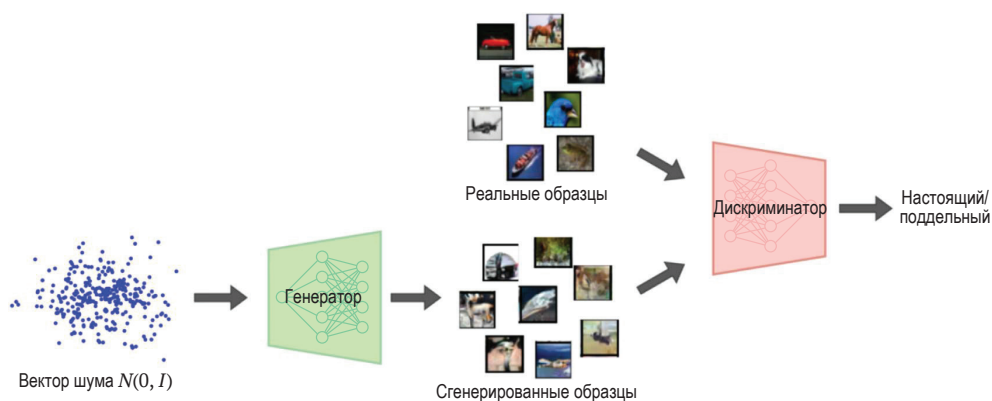 Реальные образцы
Дискриминатор
Настоящий/
поддельный
Генератор
Вектор шума N(0, I)
Сгенерированные образцы